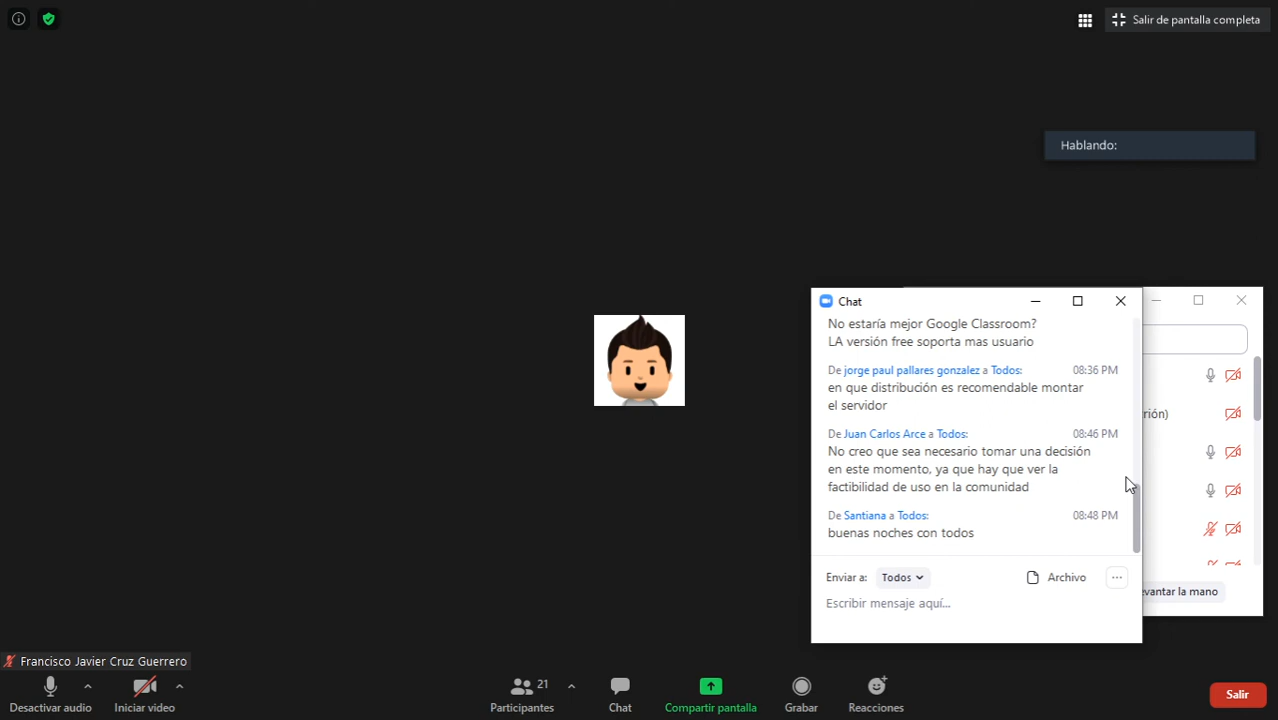 Salir de pantalla completa
Hablando:
Chat
No estaría mejor Google Classroom?
LA versión free soporta mas usuario
De jorge paul pallares gonzalez a Todos: 08:36 PM
en que distribución es recomendable montar
el servidor
De Juan Carlos Arce a Todos: 08:46 PM
No creo que sea necesario tomar una decisión
en este momento, ya que hay que ver la
factibilidad de uso en la comunidad
De Santiana a Todos: 08:48 PM
buenas noches con todos
Enviar a: Todos Archivo ...
Escribir mensaje aquí...
rión)
evantar la mano
Francisco Javier Cruz Guerrero
Desactivar audio
Iniciar video
21
Participantes
Chat
Compartir pantalla
Grabar
Reacciones
Salir